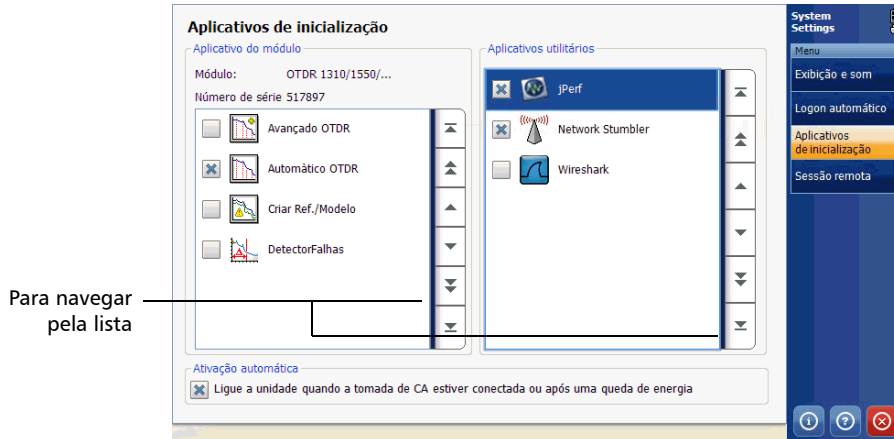 Aplicativos de inicialização
Aplicativo do módulo
Módulo: OTDR 1310/1550/...
Número de série 517897
Avançado OTDR
Automàtico OTDR
Criar Ref./Modelo
DetectorFalhas
Aplicativos utilitários
jPerf
Network Stumbler
Wireshark
Para navegar
pela lista
Ativação automática
Ligue a unidade quando a tomada de CA estiver conectada ou após uma queda de energia
System
Settings
Menu
Exibição e som
Logon automático
Aplicativos
de inicialização
Sessão remota